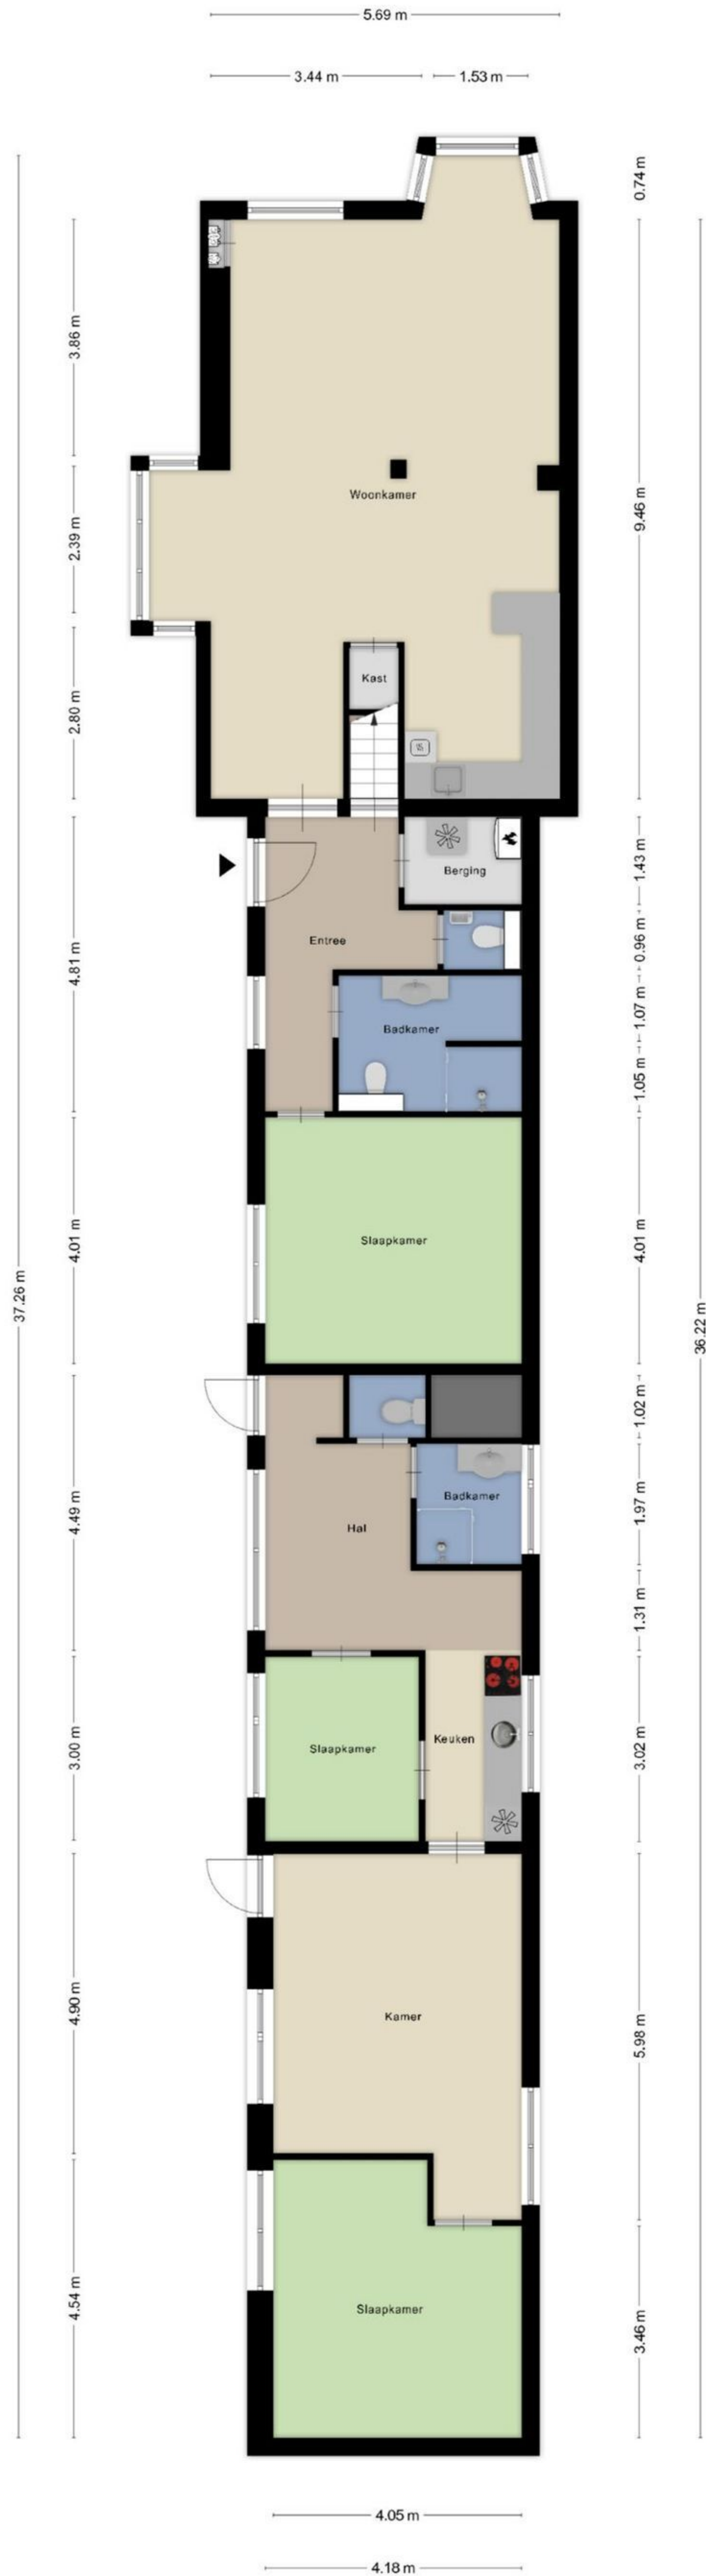 5.69 m
3.44 m
1.53 m
0.74 m
3.86 m
2.39 m
2.80 m
9.46 m
Woonkamer
Kast
Berging
Entree
Badkamer
4.81 m
1.43 m
0.96 m
1.07 m
1.05 m
Slaapkamer
4.01 m
4.01 m
37.26 m
36.22 m
Badkamer
Hal
4.49 m
1.02 m
1.97 m
1.31 m
Keuken
Slaapkamer
3.00 m
3.02 m
Kamer
4.90 m
5.98 m
Slaapkamer
4.54 m
3.46 m
4.05 m
4.18 m